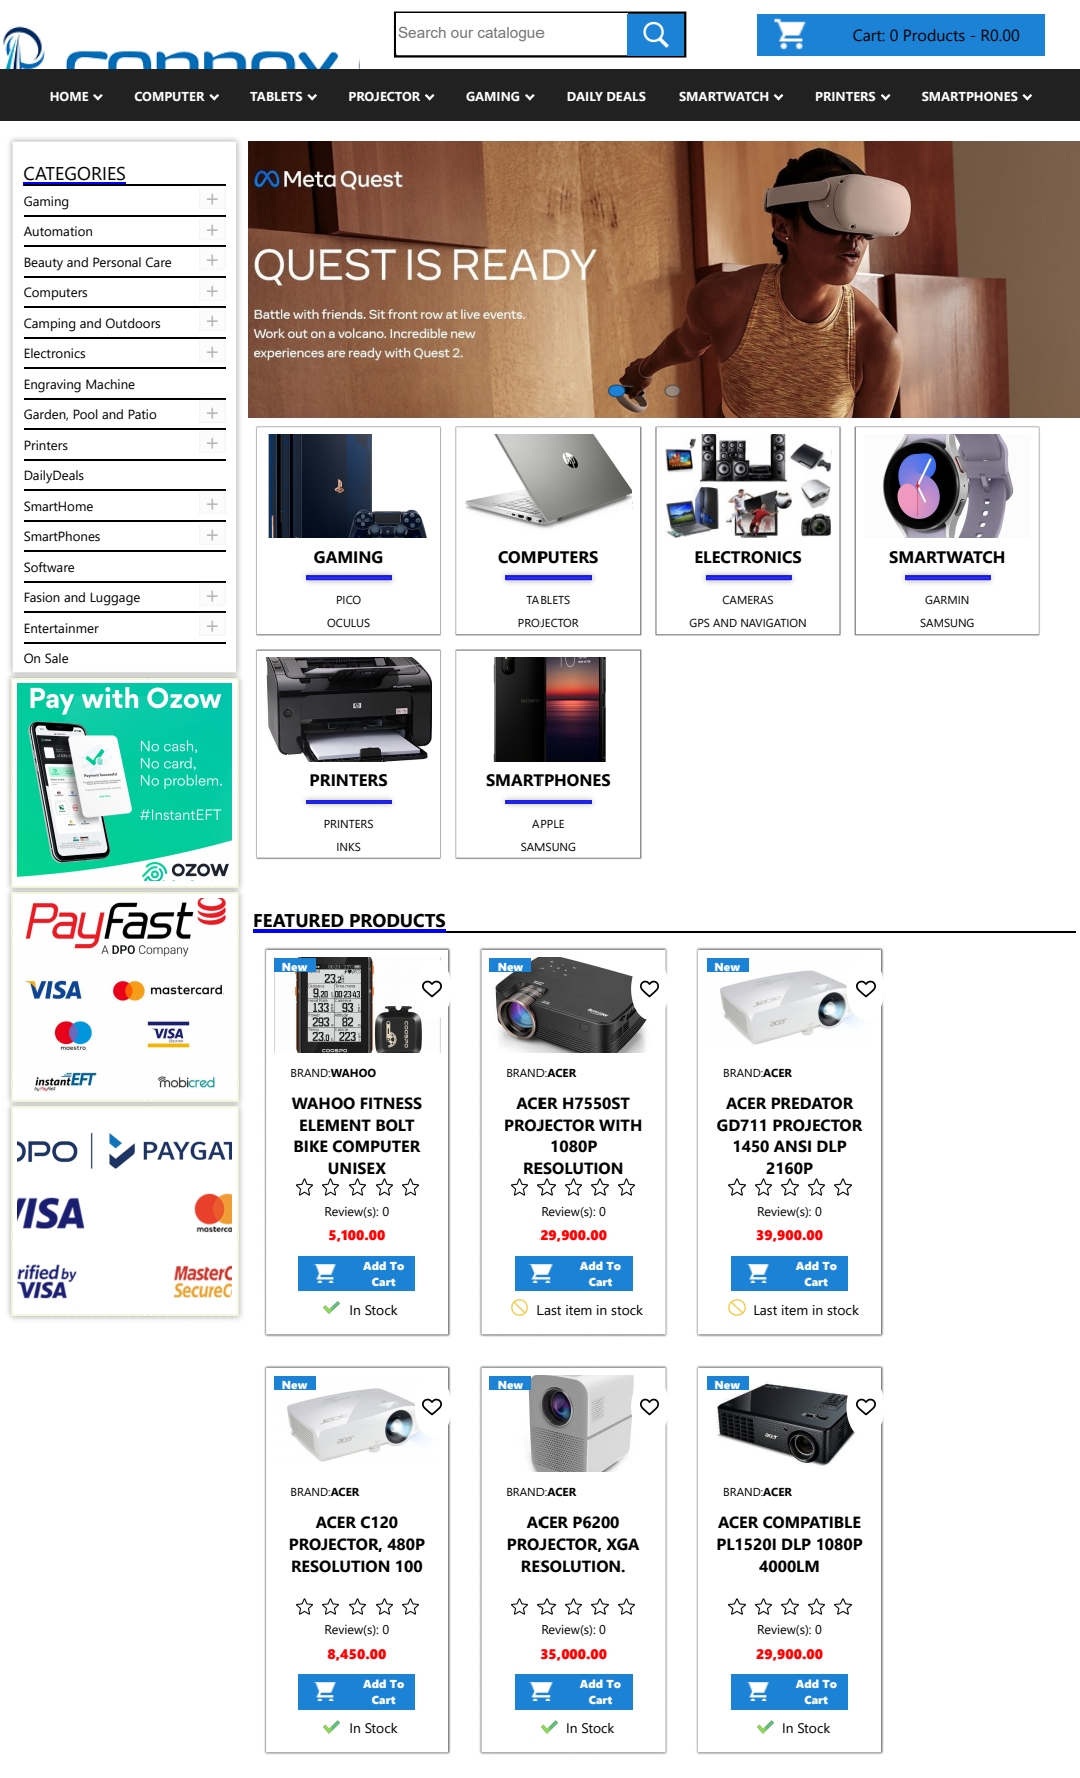 Search our catalogue
Cart: 0 Products - R0.00
HOME
COMPUTER
TABLETS
PROJECTOR
GAMING
DAILY DEALS
SMARTWATCH
PRINTERS
SMARTPHONES
CATEGORIES
Gaming
Automation
Beauty and Personal Care
Computers
Camping and Outdoors
Electronics
Engraving Machine
Garden, Pool and Patio
Printers
DailyDeals
SmartHome
SmartPhones
Software
Fasion and Luggage
Entertainmer
On Sale
Pay with Ozow
No cash,
No card,
No problem.
#InstantEFT
OZOW
PayFast
A DPO Company
VISA
mastercard
maestro
VISA
Electron
instantEFT
by PayFast
mobicred
DPO
PAYGAT
VISA
masterca
rified by
VISA
MasterC
SecureC
Meta Quest
QUEST IS READY
Battle with friends. Sit front row at live events.
Work out on a volcano. Incredible new
experiences are ready with Quest 2.
GAMING
PICO
OCULUS
COMPUTERS
TABLETS
PROJECTOR
ELECTRONICS
CAMERAS
GPS AND NAVIGATION
SMARTWATCH
GARMIN
SAMSUNG
PRINTERS
PRINTERS
INKS
SONY
SMARTPHONES
APPLE
SAMSUNG
FEATURED PRODUCTS
New
COOSPO
BRAND:WAHOO
WAHOO FITNESS
ELEMENT BOLT
BIKE COMPUTER
UNISEX
Review(s): 0
5,100.00
Add To
Cart
In Stock
New
BRAND:ACER
ACER H7550ST
PROJECTOR WITH
1080P
RESOLUTION
Review(s): 0
29,900.00
Add To
Cart
Last item in stock
New
acer
BRAND:ACER
ACER PREDATOR
GD711 PROJECTOR
1450 ANSI DLP
2160P
Review(s): 0
39,900.00
Add To
Cart
Last item in stock
New
acer
BRAND:ACER
ACER C120
PROJECTOR, 480P
RESOLUTION 100
Review(s): 0
8,450.00
Add To
Cart
In Stock
New
BRAND:ACER
ACER P6200
PROJECTOR, XGA
RESOLUTION.
Review(s): 0
35,000.00
Add To
Cart
In Stock
New
acer
BRAND:ACER
ACER COMPATIBLE
PL1520I DLP 1080P
4000LM
Review(s): 0
29,900.00
Add To
Cart
In Stock